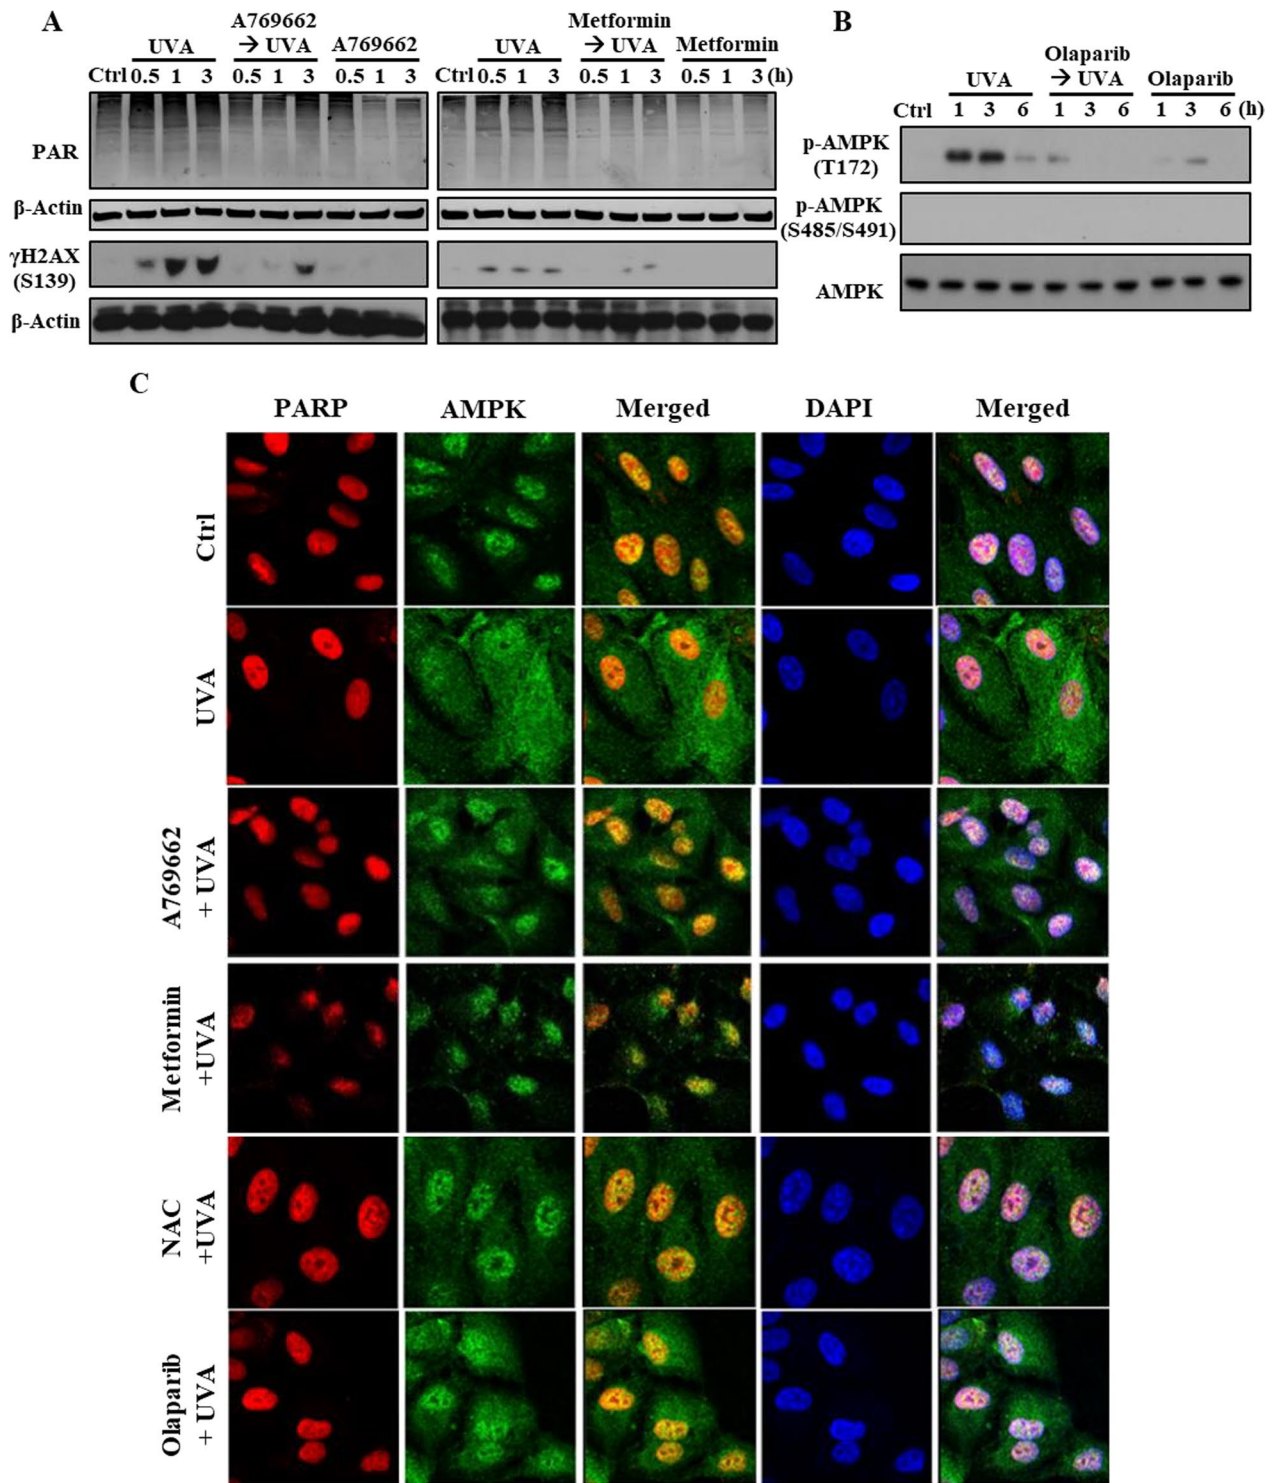 A
UVA
A769662
→ UVA
A769662
UVA
Metformin
→ UVA
Metformin
Ctrl 0.5 1 3 0.5 1 3 0.5 1 3
Ctrl 0.5 1 3 0.5 1 3 0.5 1 3 (h)
PAR
β-Actin
γH2AX
(S139)
β-Actin
B
UVA
Olaparib
→ UVA
Olaparib
Ctrl 1 3 6 1 3 6 1 3 6 (h)
p-AMPK
(T172)
p-AMPK
(S485/S491)
AMPK
C
PARP AMPK Merged DAPI Merged
Ctrl
UVA
A769662
+ UVA
Metformin
+UVA
NAC
+UVA
Olaparib
+ UVA